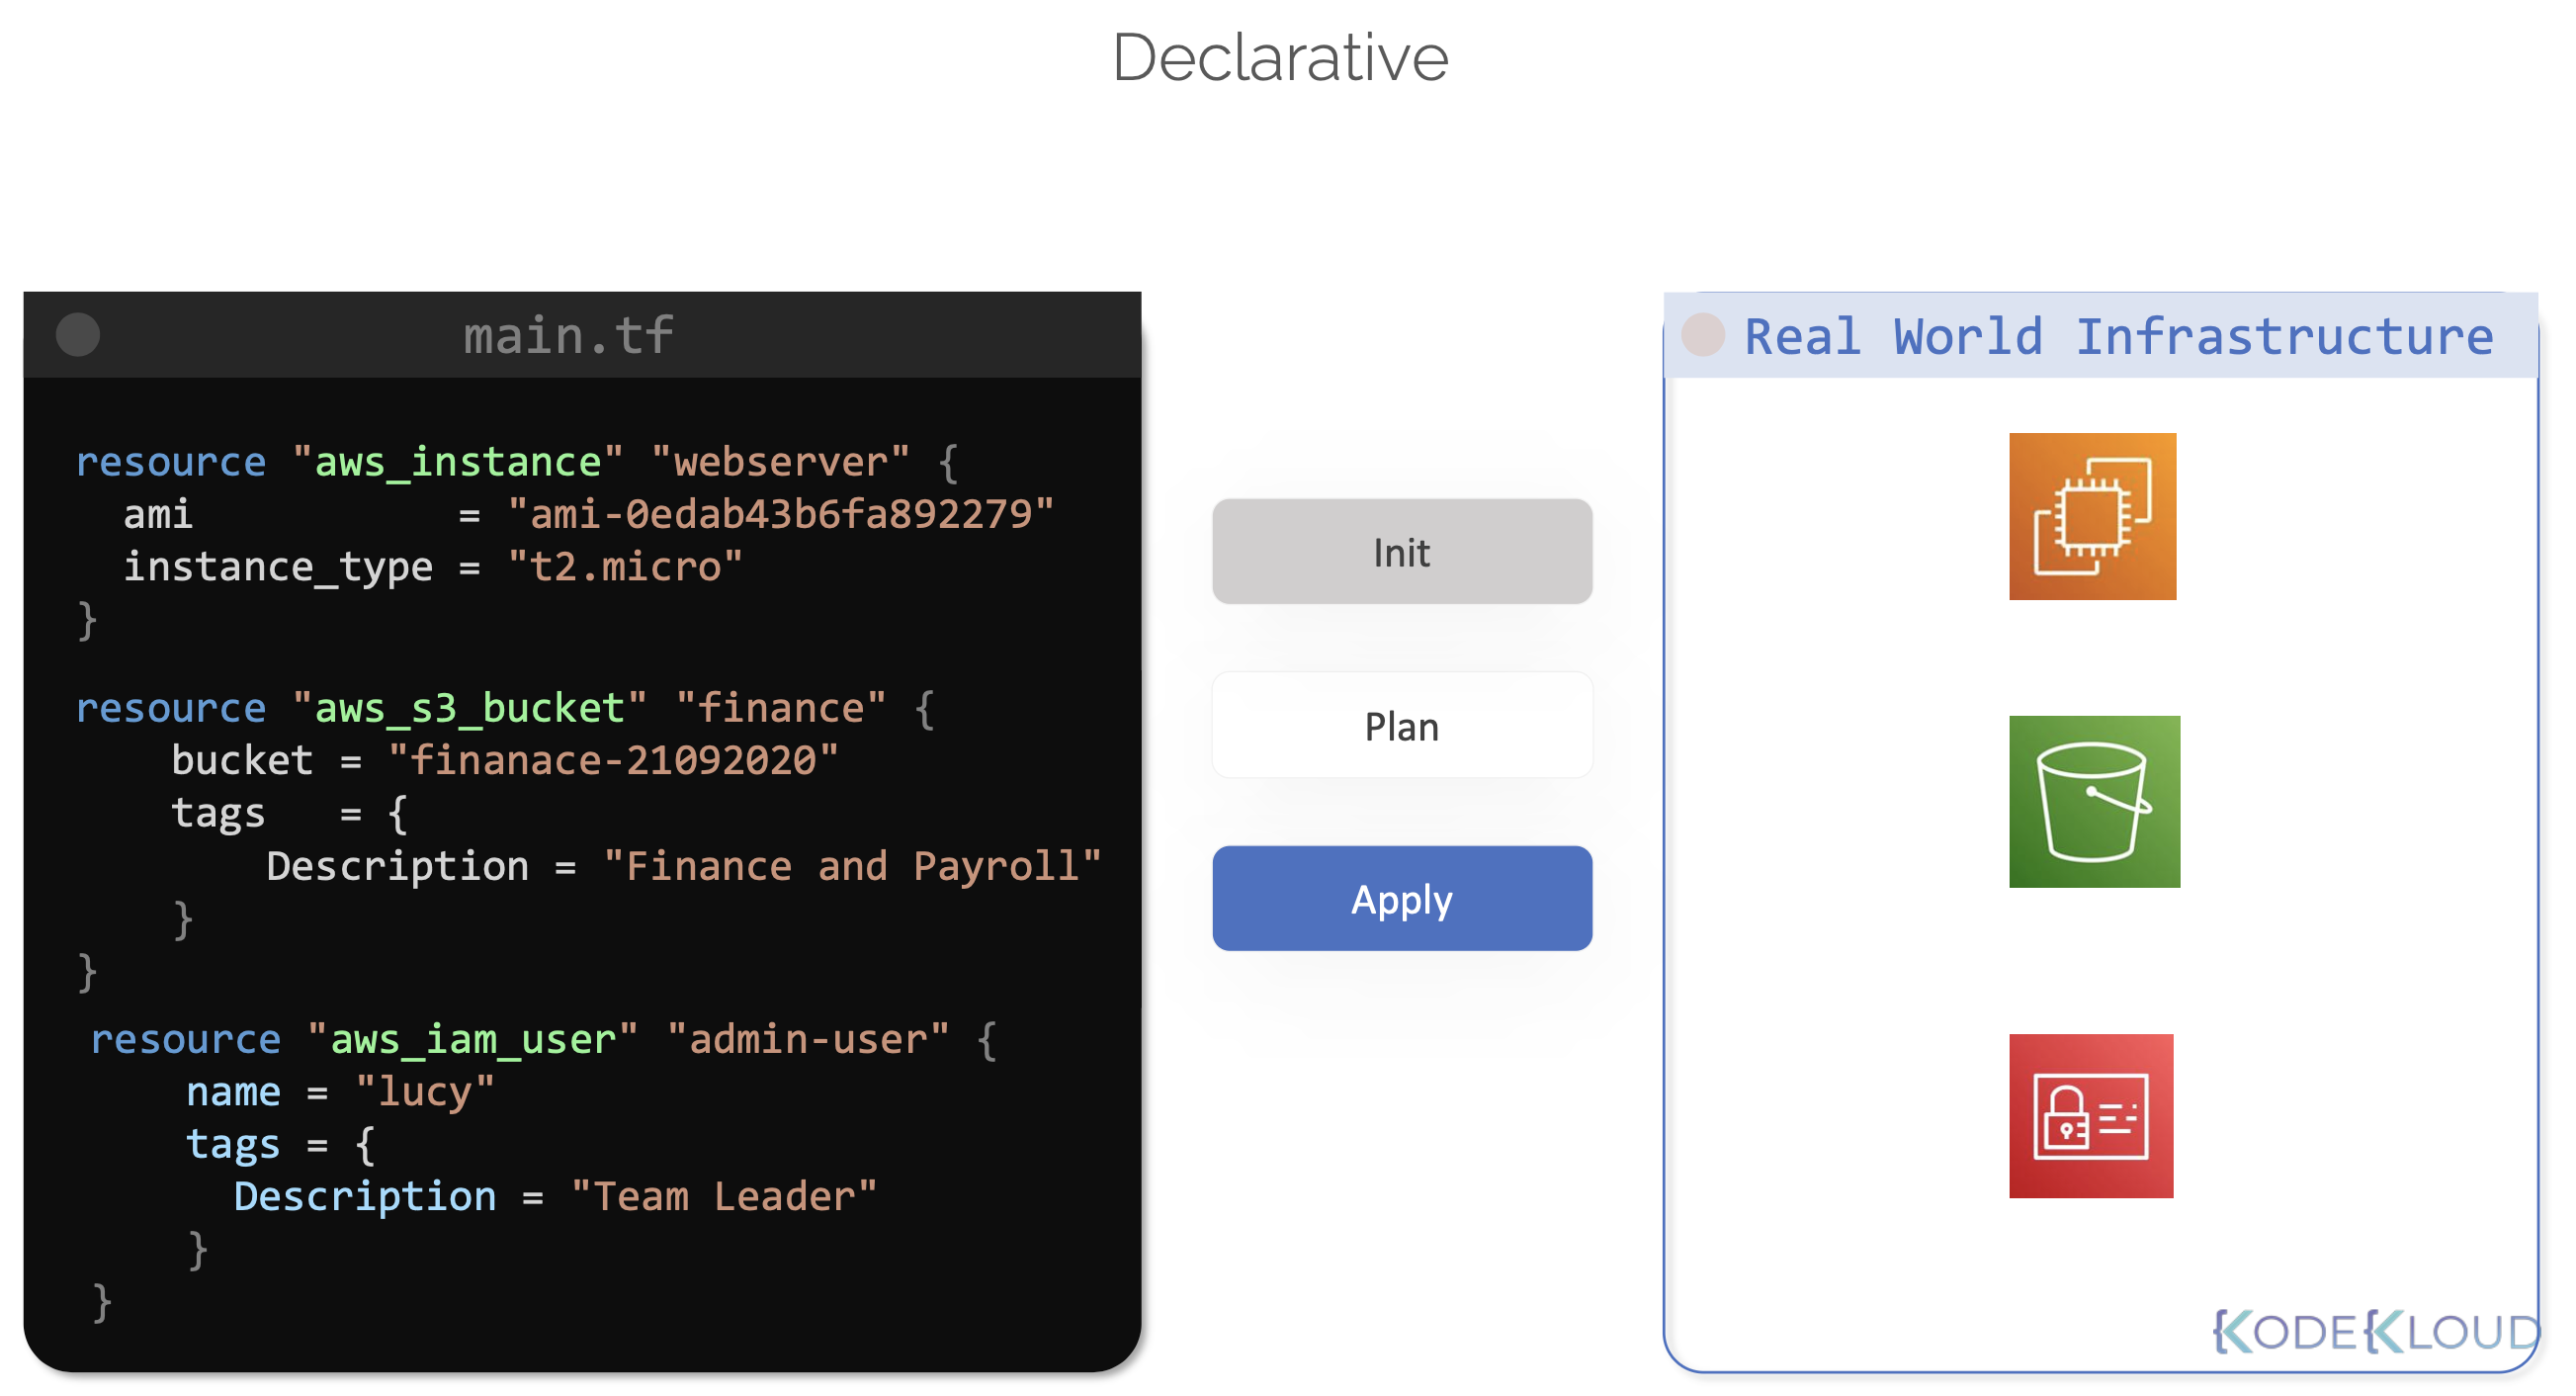 Declarative
main.tf
resource "aws_instance" "webserver" {
  ami           = "ami-0edab43b6fa892279"
  instance_type = "t2.micro"
}
resource "aws_s3_bucket" "finance" {
    bucket = "finanace-21092020"
    tags   = {
        Description = "Finance and Payroll"
    }
}
resource "aws_iam_user" "admin-user" {
    name = "lucy"
    tags = {
      Description = "Team Leader"
    }
}
Init
Plan
Apply
Real World Infrastructure
{KODE{KLOUD